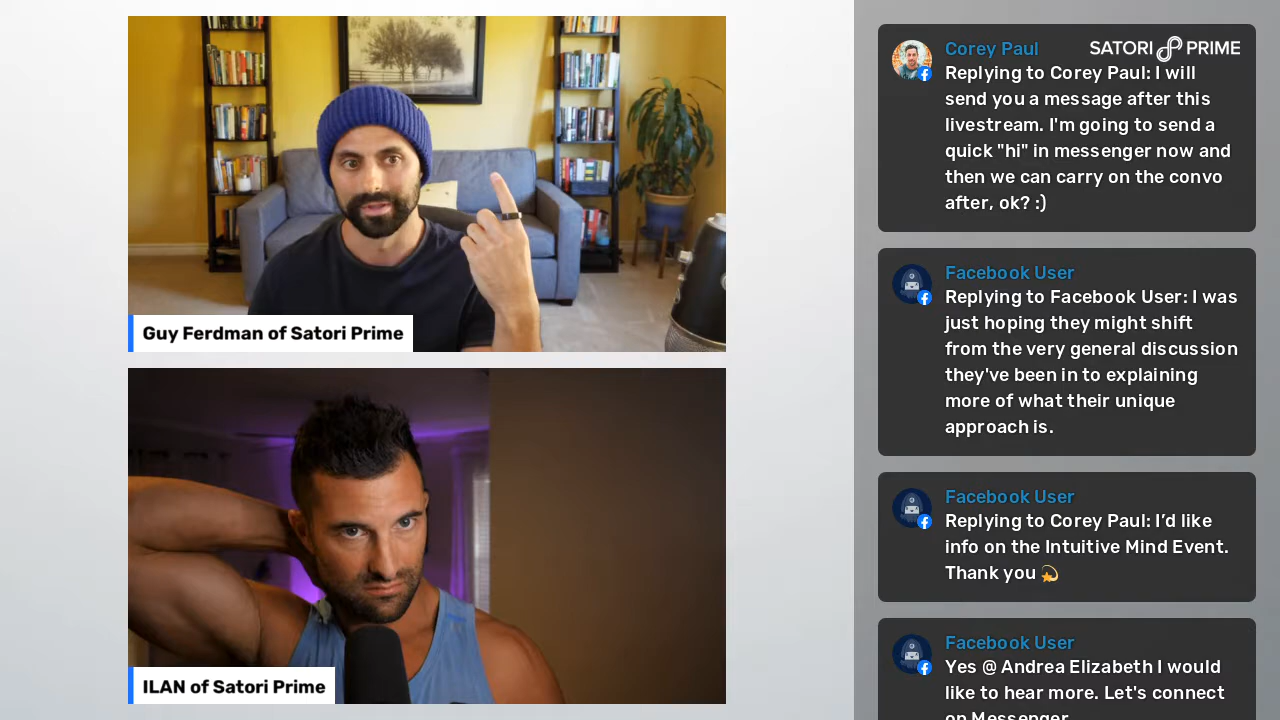 Guy Ferdman of Satori Prime
ILAN of Satori Prime
SATORI PRIME
Corey Paul
Replying to Corey Paul: I will
send you a message after this
livestream. I'm going to send a
quick "hi" in messenger now and
then we can carry on the convo
after, ok? :)
Facebook User
Replying to Facebook User: I was
just hoping they might shift
from the very general discussion
they've been in to explaining
more of what their unique
approach is.
Facebook User
Replying to Corey Paul: I’d like
info on the Intuitive Mind Event.
Thank you 💫
Facebook User
Yes @ Andrea Elizabeth I would
like to hear more. Let's connect
on Messenger